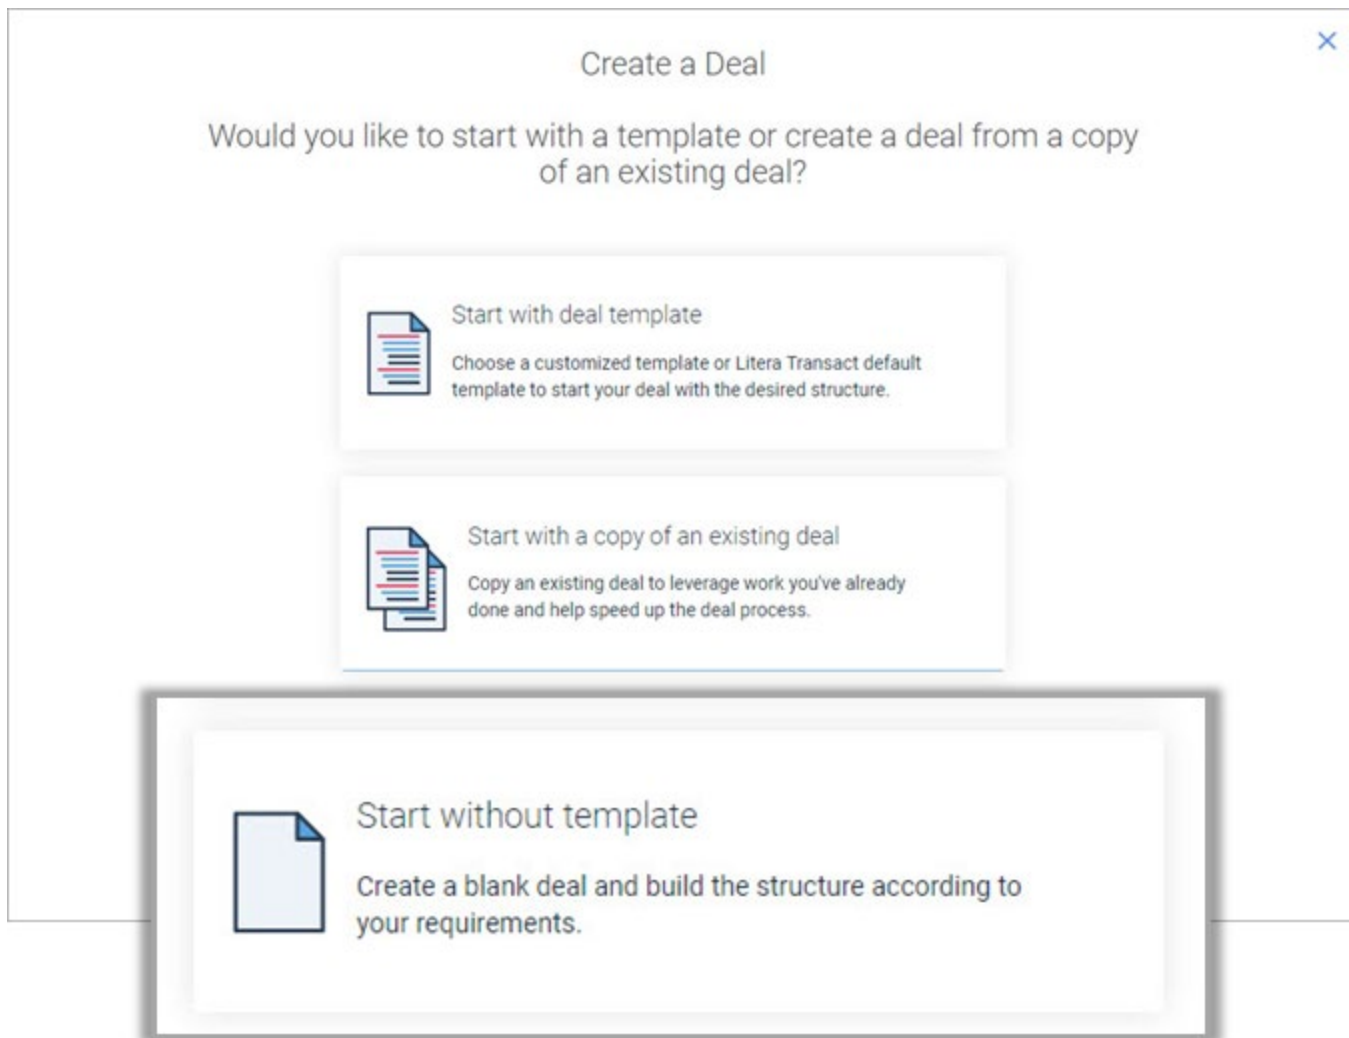 Create a Deal
Would you like to start with a template or create a deal from a copy
of an existing deal?
Start with deal template
Choose a customized template or Litera Transact default
template to start your deal with the desired structure.
Start with a copy of an existing deal
Copy an existing deal to leverage work you've already
done and help speed up the deal process.
Start without template
Create a blank deal and build the structure according to
your requirements.